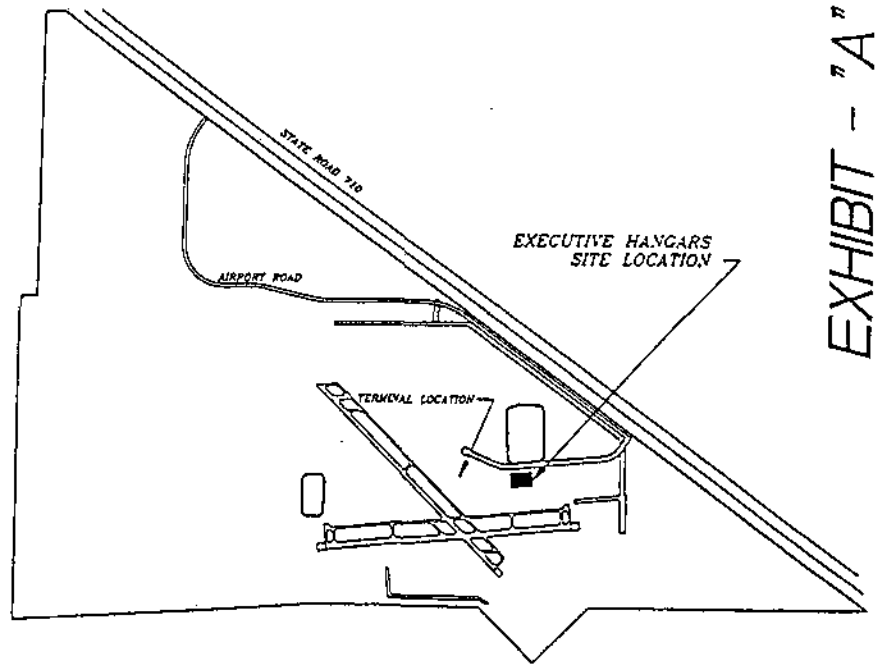 STATE ROAD 710
EXECUTIVE HANGARS
SITE LOCATION
AIRPORT ROAD
TERMINAL LOCATION
EXHIBIT - "A"